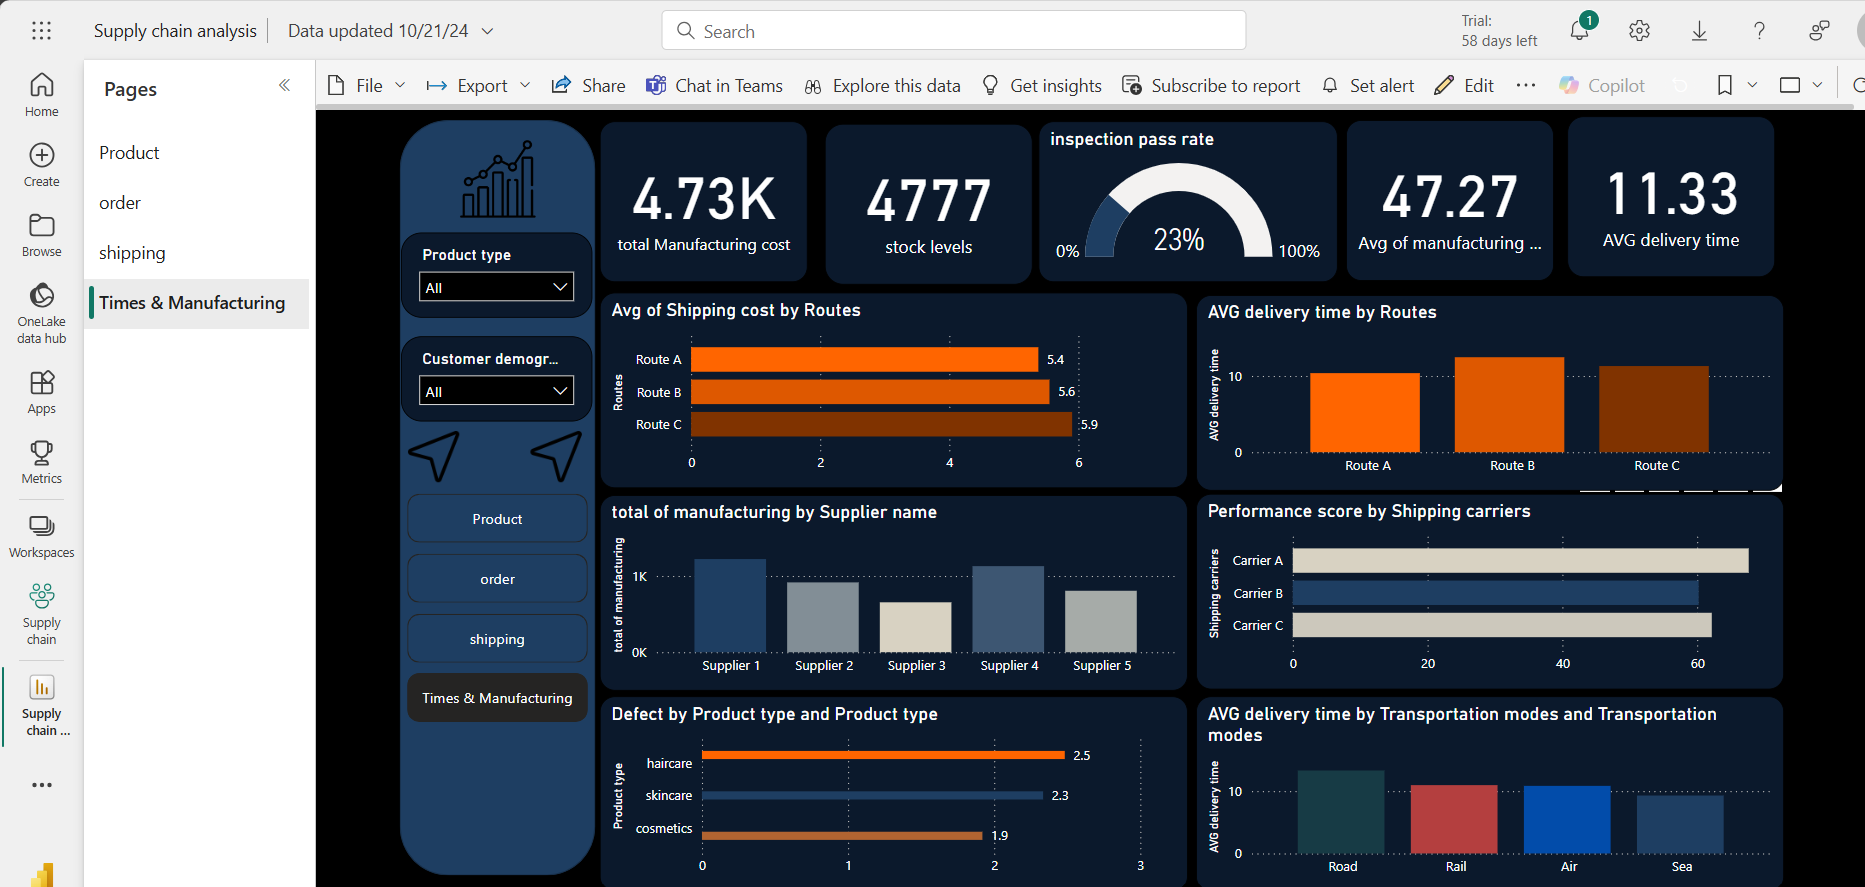 Supply chain analysis
Data updated 10/21/24
Search
Trial:
58 days left
1
Home
Create
Browse
OneLake
data hub
Apps
Metrics
Workspaces
Supply
chain
Supply
chain ...
Pages
Product
order
shipping
Times & Manufacturing
File
Export
Share
Chat in Teams
Explore this data
Get insights
Subscribe to report
Set alert
Edit
Copilot
Product type
All
Customer demogr...
All
Product
order
shipping
Times & Manufacturing
4.73K
total Manufacturing cost
4777
stock levels
inspection pass rate
0%
23%
100%
47.27
Avg of manufacturing ...
11.33
AVG delivery time
Avg of Shipping cost by Routes
Routes
Route A
5.4
Route B
5.6
Route C
5.9
0
2
4
6
AVG delivery time by Routes
AVG delivery time
10
0
Route A
Route B
Route C
total of manufacturing by Supplier name
total of manufacturing
1K
0K
Supplier 1
Supplier 2
Supplier 3
Supplier 4
Supplier 5
Performance score by Shipping carriers
Shipping carriers
Carrier A
Carrier B
Carrier C
0
20
40
60
Defect by Product type and Product type
Product type
haircare
2.5
skincare
2.3
cosmetics
1.9
0
1
2
3
AVG delivery time by Transportation modes and Transportation
modes
AVG delivery time
10
0
Road
Rail
Air
Sea